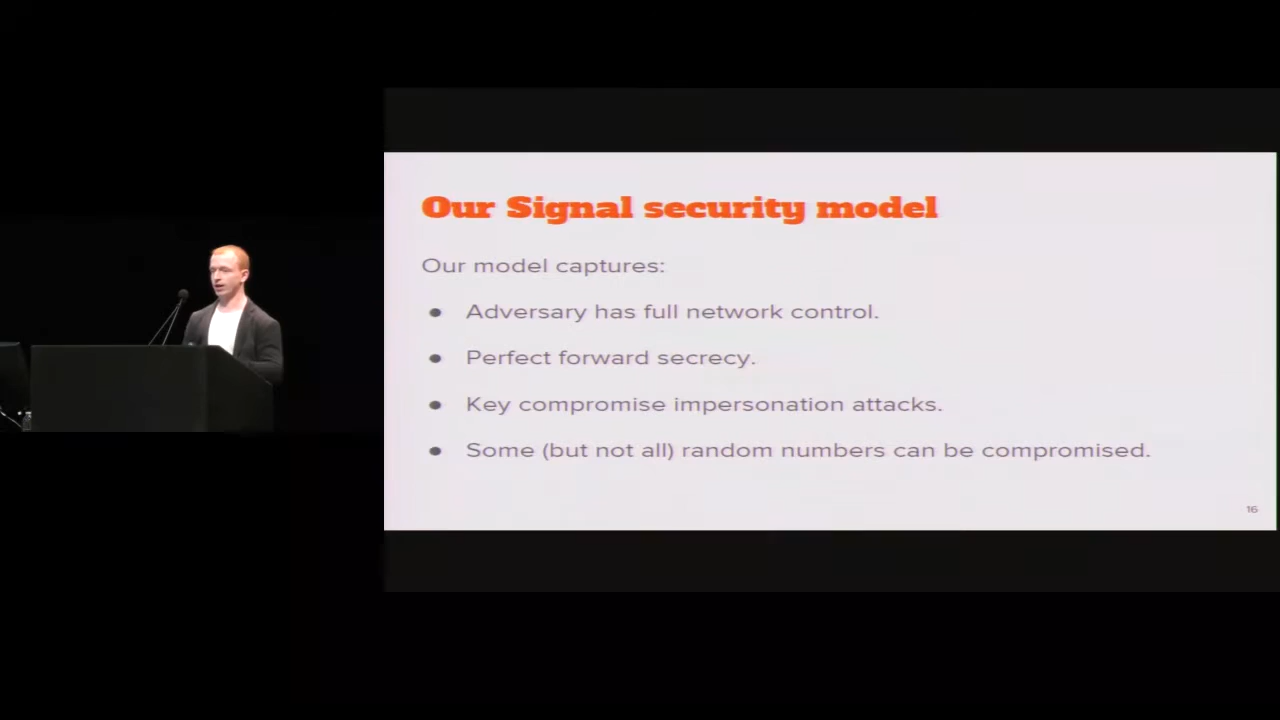 Our Signal security model
Our model captures:
● Adversary has full network control.
● Perfect forward secrecy.
● Key compromise impersonation attacks.
● Some (but not all) random numbers can be compromised.
16